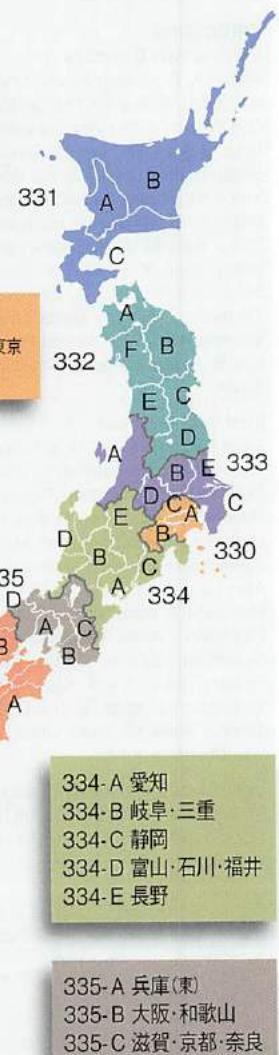 331
B
A
C
東京
332
A
F
B
E
C
D
A
B
E
333
D
C
A
C
B
330
E
D
B
C
A
334
35
D
A
C
B
B
A
334-A 愛知
334-B 岐阜・三重
334-C 静岡
334-D 富山・石川・福井
334-E 長野
335-A 兵庫(東)
335-B 大阪・和歌山
335-C 滋賀・京都・奈良